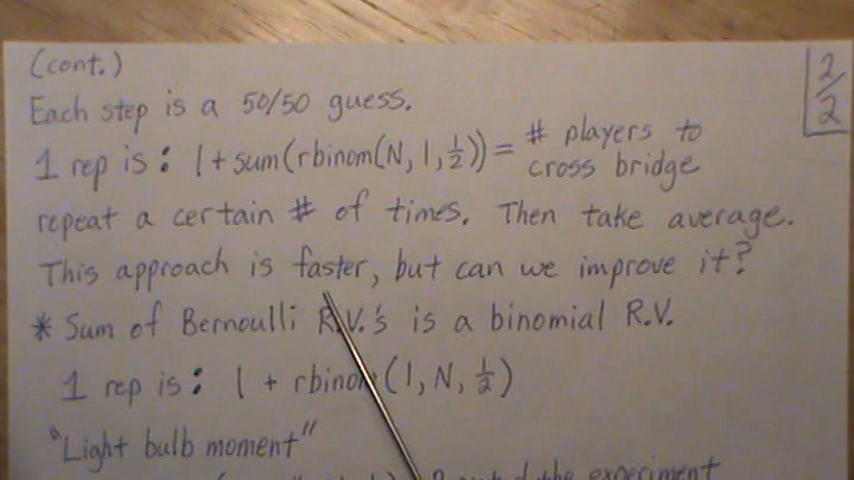 (cont.)
2/2
Each step is a 50/50 guess.
1 rep is: 1+sum(rbinom(N, 1, 1/2)) = # players to cross bridge
repeat a certain # of times. Then take average.
This approach is faster, but can we improve it?
* Sum of Bernoulli R.V.'s is a binomial R.V.
1 rep is: 1 + rbinom(1, N, 1/2)
"Light bulb moment"
the experiment